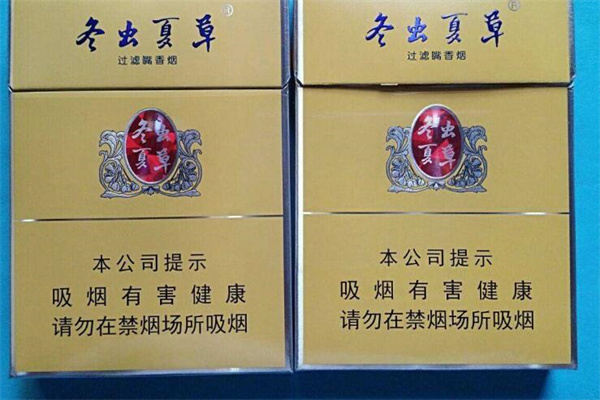 冬虫夏草®
过滤嘴香烟
冬虫
夏草
本公司提示
吸烟有害健康
请勿在禁烟场所吸烟
冬虫夏草®
过滤嘴香烟
冬虫
夏草
本公司提示
吸烟有害健康
请勿在禁烟场所吸烟